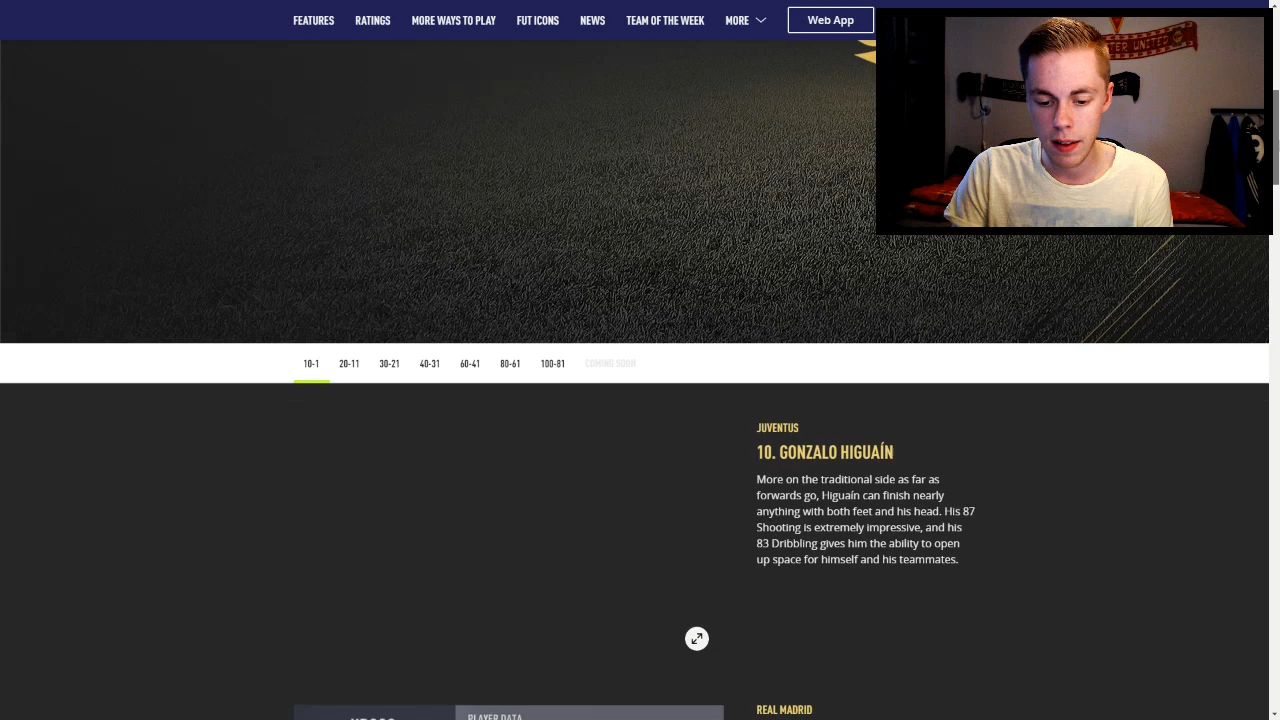 FEATURES RATINGS MORE WAYS TO PLAY FUT ICONS NEWS TEAM OF THE WEEK MORE Web App
TER UNITED
10-1 20-11 30-21 40-31 60-41 80-61 100-81 COMING SOON
JUVENTUS
10. GONZALO HIGUAÍN
More on the traditional side as far as
forwards go, Higuaín can finish nearly
anything with both feet and his head. His 87
Shooting is extremely impressive, and his
83 Dribbling gives him the ability to open
up space for himself and his teammates.
REAL MADRID
PLAYER DATA